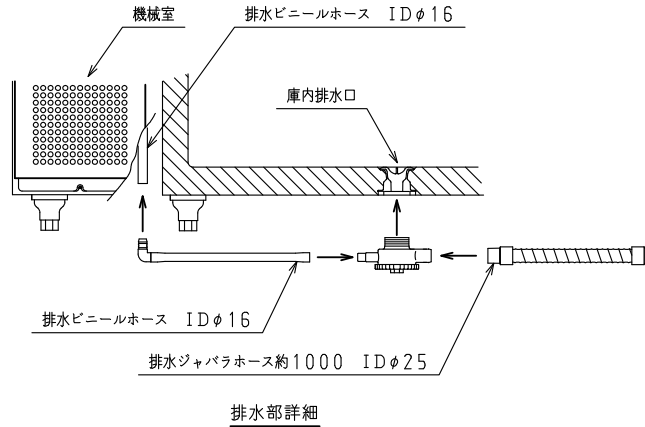 機械室
排水ビニールホース IDφ16
庫内排水口
排水ビニールホース IDφ16
排水ジャバラホース約1000 IDφ25
排水部詳細